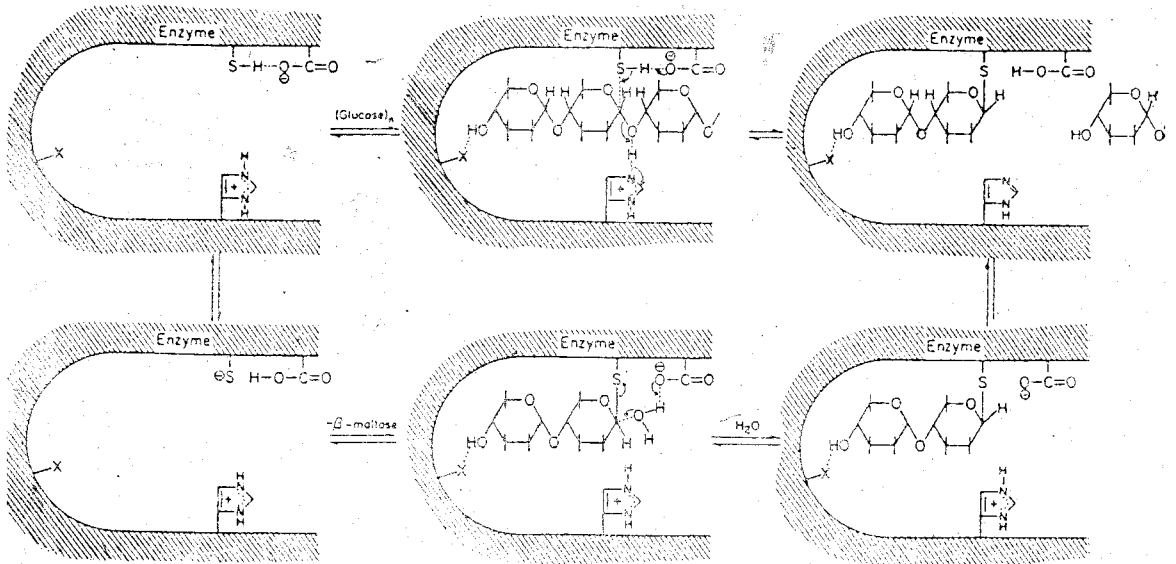 Enzyme
S-H---O-C=O
⊖
X
H
N
+
N
H
(Glucose)n
Enzyme
S-H O-C=O
⊖
H H H H
O O O
HO O O O
X
H
N
+
N
H
Enzyme
S H-O-C=O
H H H
O O
HO O
X
N
N
H
O H
HO O
Enzyme
⊖S H-O-C=O
X
H
N
+
N
H
-β-maltose
Enzyme
⊖
S O-C=O
O O H
O
HO O H H
X
H
N
+
N
H
H2O
Enzyme
S O-C=O
⊖
O O H
HO O
X
H
N
+
N
H